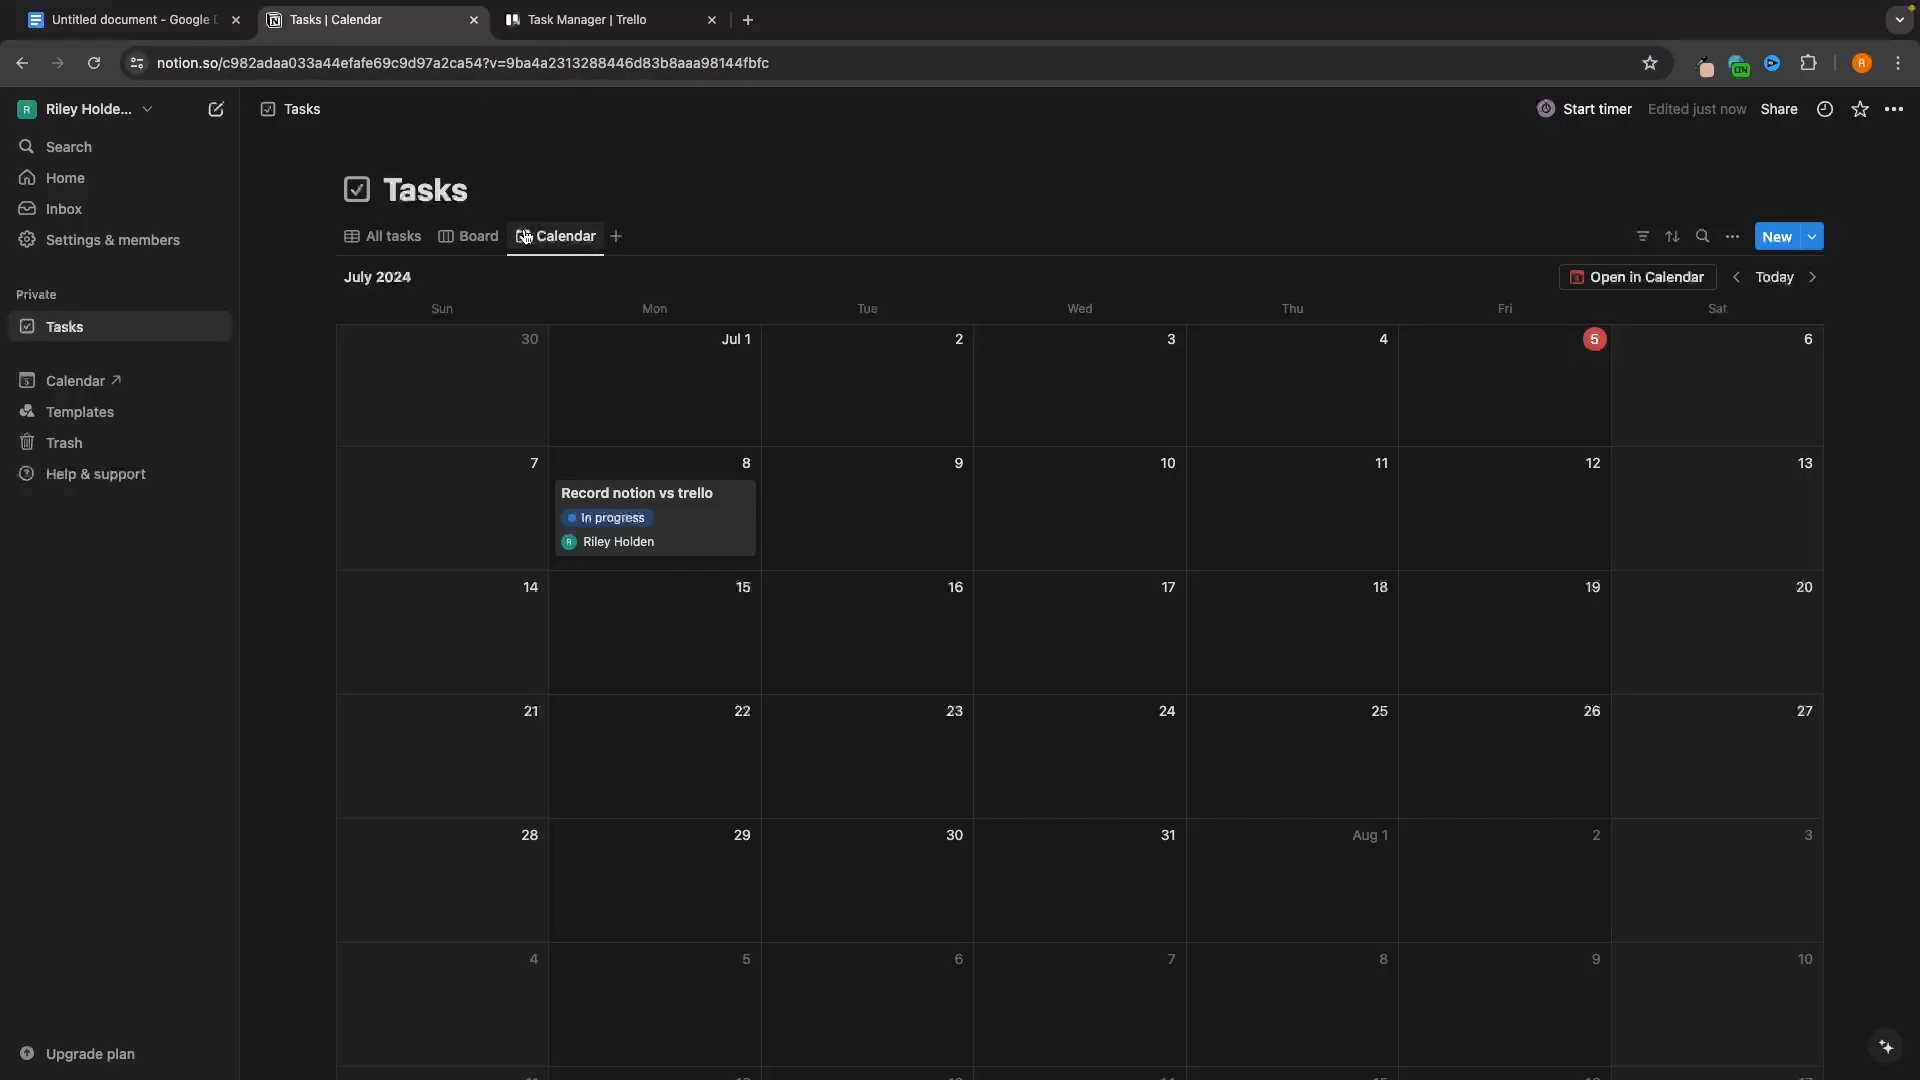 Untitled document - Google D
Tasks | Calendar
Task Manager | Trello
notion.so/c982adaa033a44efafe69c9d97a2ca54?v=9ba4a2313288446d83b8aaa98144fbfc
R
R Riley Holde...
Search
Home
Inbox
Settings & members
Private
Tasks
Calendar ↗
Templates
Trash
Help & support
Upgrade plan
Tasks
Start timer
Edited just now
Share
Tasks
All tasks
Board
Calendar
New
July 2024
Open in Calendar
Today
Sun Mon Tue Wed Thu Fri Sat
30 Jul 1 2 3 4 5 6
7 8 9 10 11 12 13
Record notion vs trello
In progress
R Riley Holden
14 15 16 17 18 19 20
21 22 23 24 25 26 27
28 29 30 31 Aug 1 2 3
4 5 6 7 8 9 10